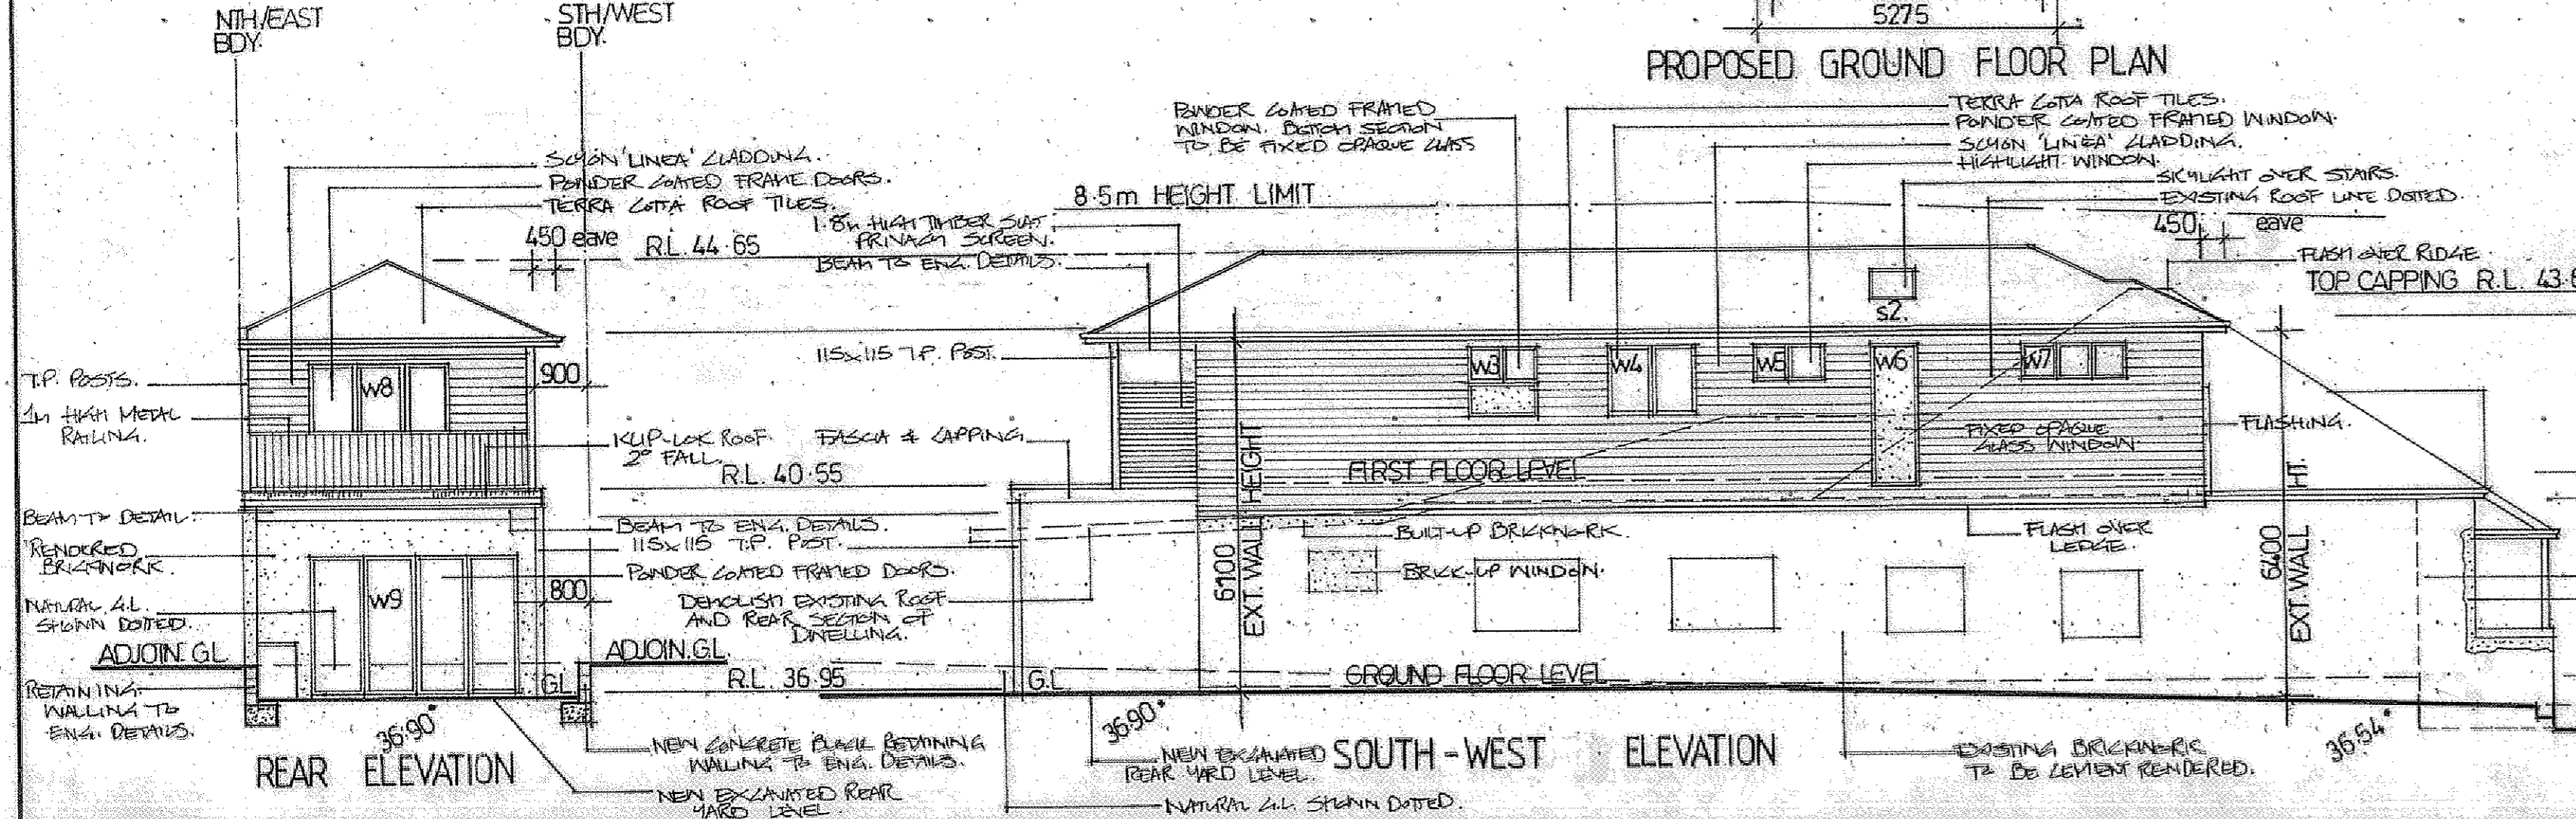 NTH/EAST
BDY.
STH/WEST
BDY.
5275
PROPOSED GROUND FLOOR PLAN
SCYON 'LINEA' CLADDING.
POWDER COATED FRAME DOORS.
TERRA COTTA ROOF TILES.
450 eave
R.L. 44·65
T.P. POSTS.
1m HIGH METAL
RAILING.
BEAM TO DETAIL.
RENDERED
BRICKWORK.
NATURAL G.L.
SHOWN DOTTED.
ADJOIN. G.L.
RETAINING
WALLING TO
ENG. DETAILS.
W8
900
W9
800
GL
36·90
REAR ELEVATION
KLIP-LOK ROOF
2° FALL.
FASCIA & CAPPING
R.L. 40·55
BEAM TO ENG. DETAILS.
115x115 T.P. POST.
POWDER COATED FRAMED DOORS.
DEMOLISH EXISTING ROOF
AND REAR SECTION OF
DWELLING.
ADJOIN.G.L.
R.L. 36·95
NEW CONCRETE BLOCK RETAINING
WALLING TO ENG. DETAILS.
NEW EXCAVATED REAR
YARD LEVEL.
1·8m HIGH TIMBER SLAT
PRIVACY SCREEN.
BEAM TO ENG. DETAILS.
115x115 T.P. POST.
8·5m HEIGHT LIMIT
POWDER COATED FRAMED
WINDOW. BOTTOM SECTION
TO BE FIXED OPAQUE GLASS
TERRA COTTA ROOF TILES.
POWDER COATED FRAMED WINDOW.
SCYON 'LINEA' CLADDING.
HIGHLIGHT WINDOW.
SKYLIGHT OVER STAIRS.
EXISTING ROOF LINE DOTTED.
450 eave
FLASH OVER RIDGE
TOP CAPPING R.L. 43·6
S2.
W3
W4
W5
W6
W7
FIXED OPAQUE
GLASS WINDOW
FLASHING.
FIRST FLOOR LEVEL
BUILT-UP BRICKWORK.
BRICK-UP WINDOW.
FLASH OVER
LEDGE.
6100
EXT. WALL HEIGHT
6400
EXT. WALL HT.
GROUND FLOOR LEVEL
G.L
36·90
36·54
NEW EXCAVATED
REAR YARD LEVEL.
SOUTH-WEST ELEVATION
NATURAL G.L. SHOWN DOTTED.
EXISTING BRICKWORK
TO BE CEMENT RENDERED.